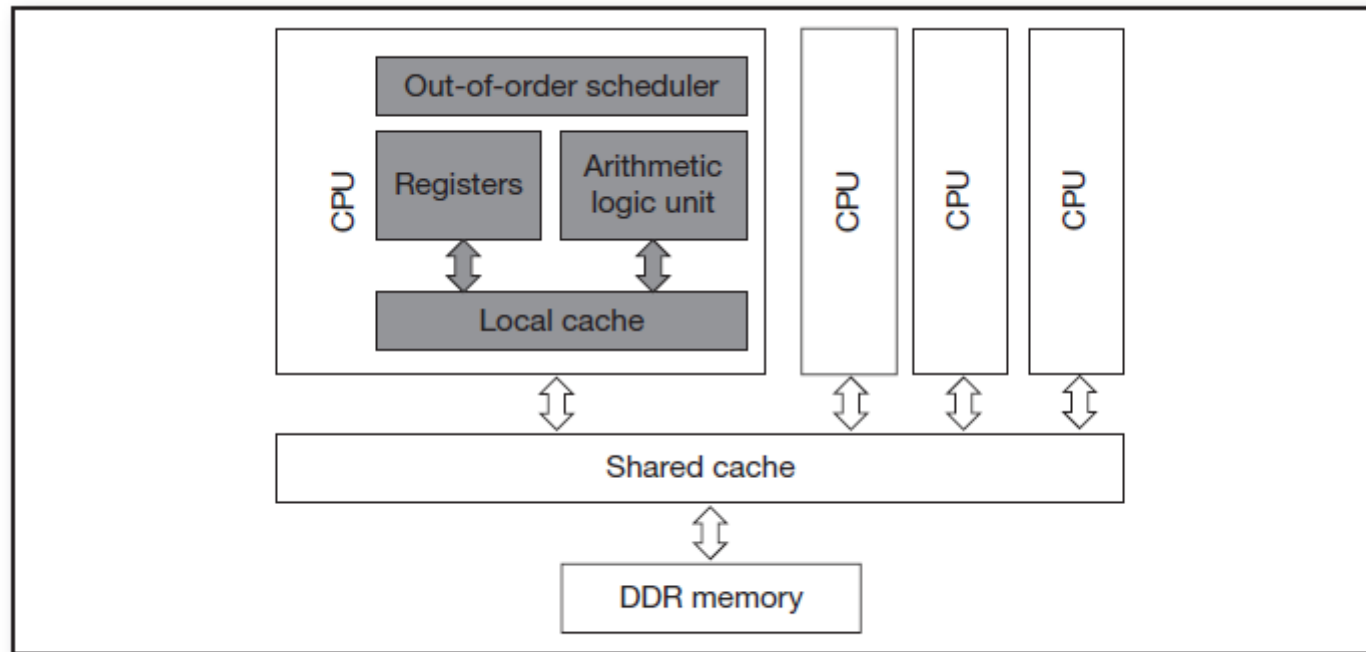 Out-of-order scheduler
CPU
Registers
Arithmetic
logic unit
Local cache
CPU
CPU
CPU
Shared cache
DDR memory